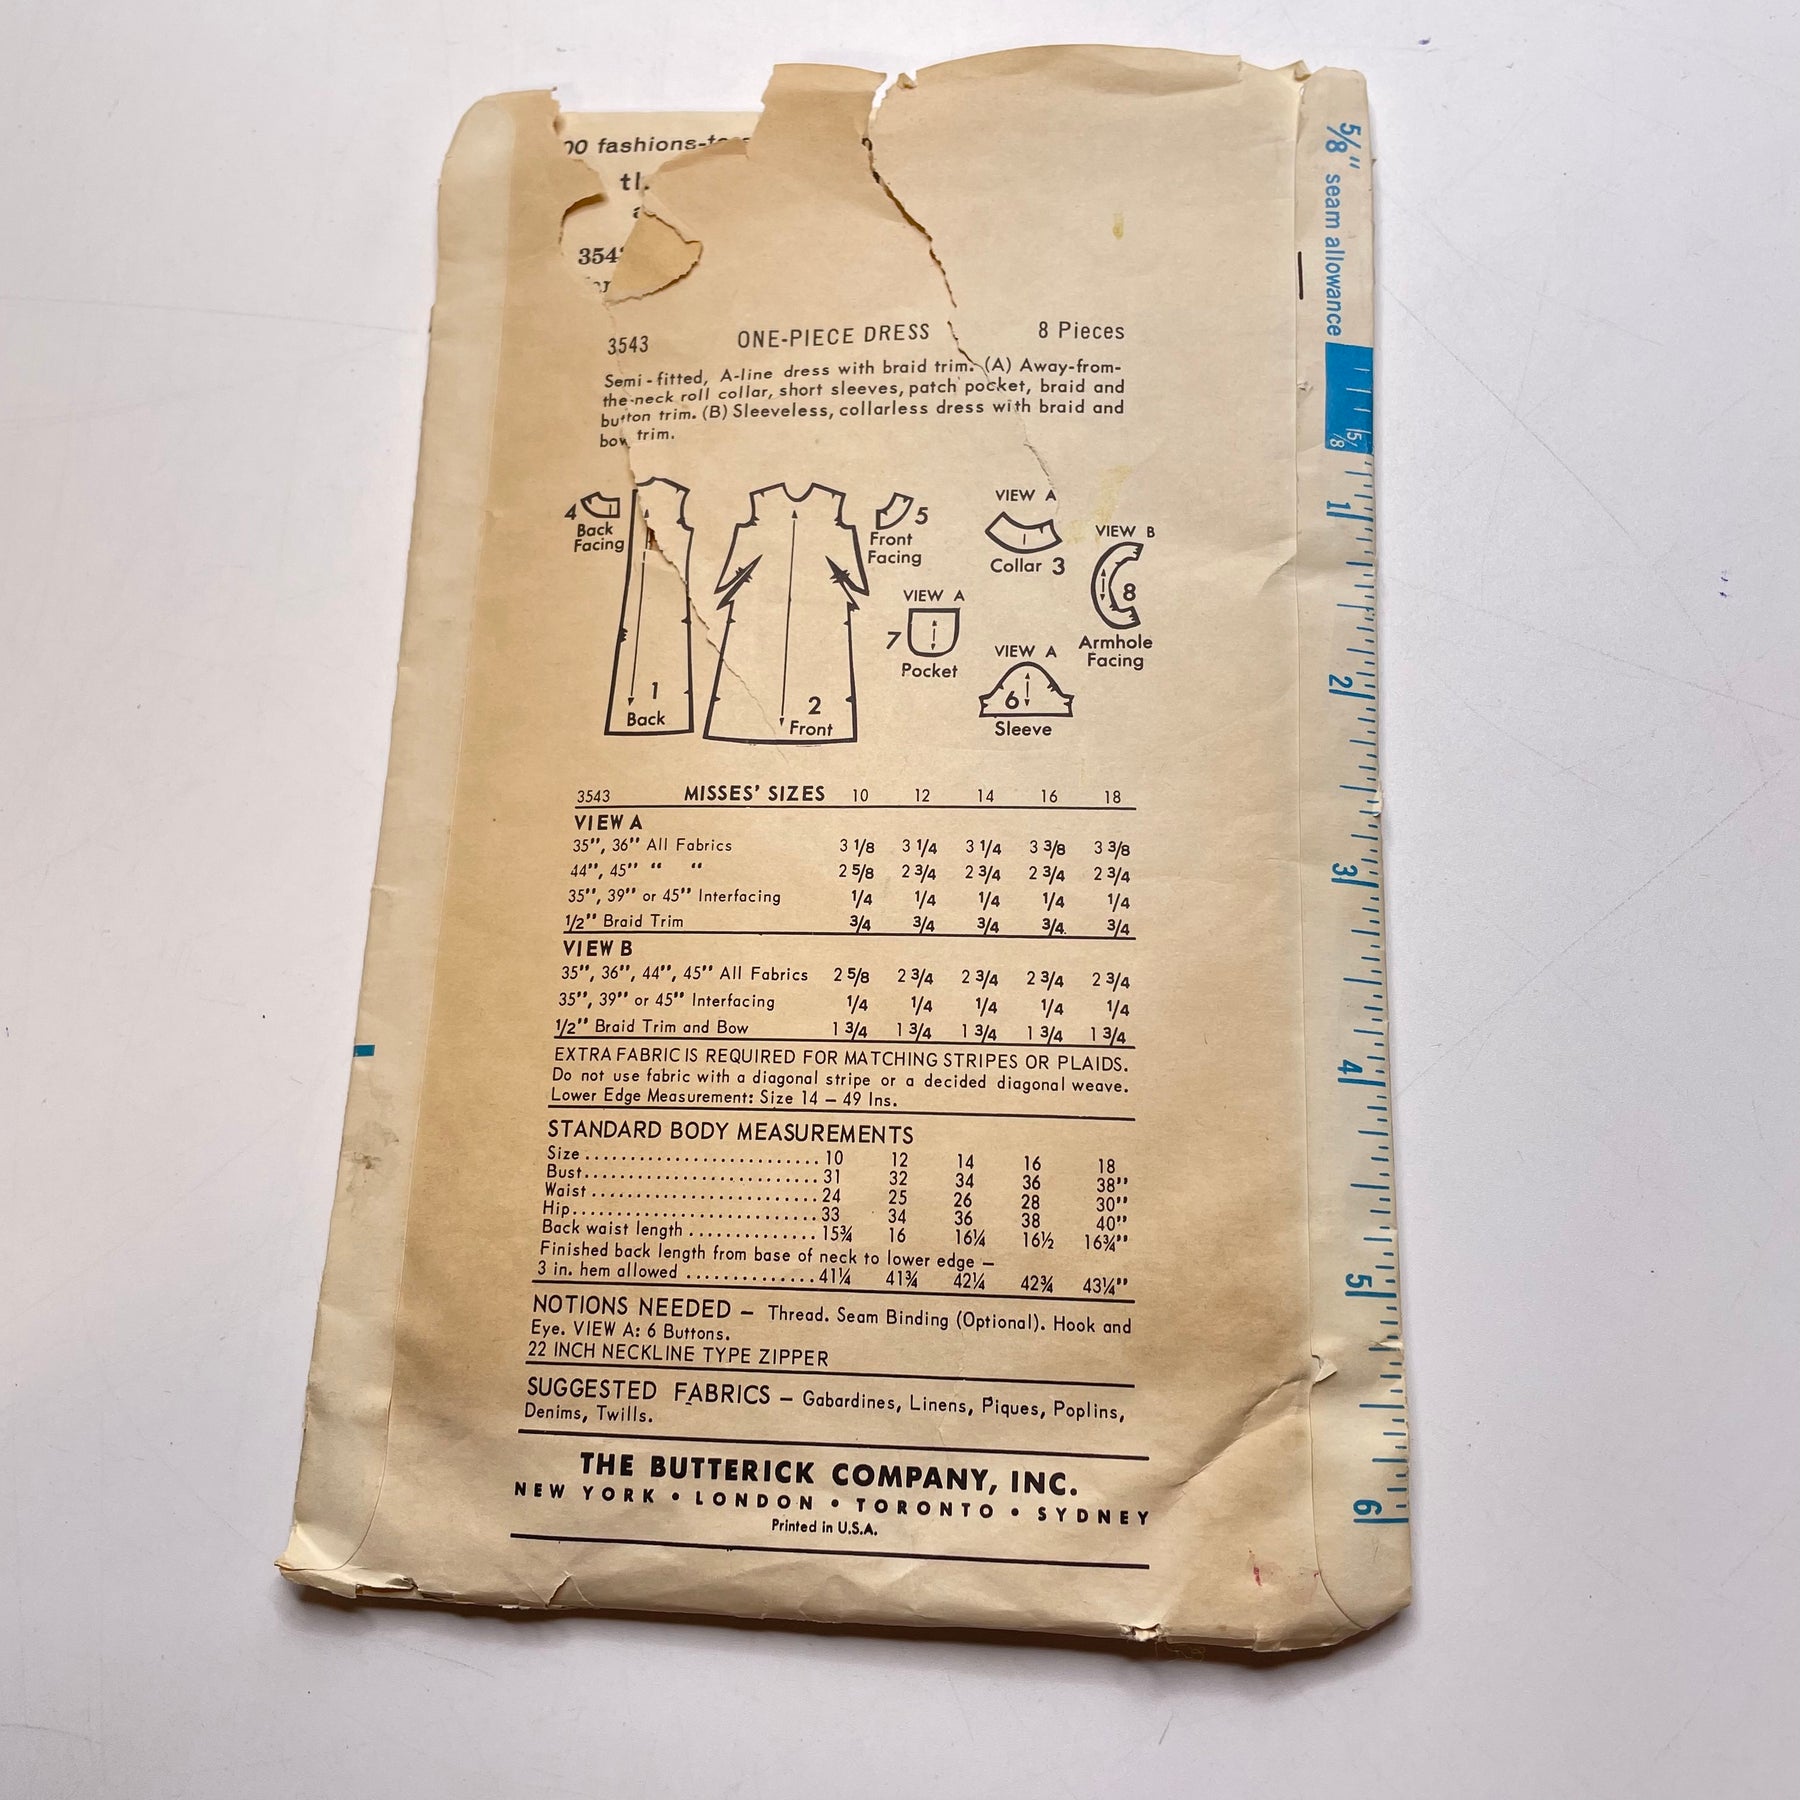 00 fashions-to
354
3543 ONE-PIECE DRESS 8 Pieces
Semi-fitted, A-line dress with braid trim. (A) Away-from-
the-neck roll collar, short sleeves, patch pocket, braid and
button trim. (B) Sleeveless, collarless dress with braid and
bow trim.
4
Back
Facing
1
Back
2
Front
5
Front
Facing
VIEW A
Collar 3
VIEW B
8
Armhole
Facing
VIEW A
7
Pocket
VIEW A
6
Sleeve
3543 MISSES' SIZES 10 12 14 16 18
VIEW A
35", 36" All Fabrics 3 1/8 3 1/4 3 1/4 3 3/8 3 3/8
44", 45" " " 2 5/8 2 3/4 2 3/4 2 3/4 2 3/4
35", 39" or 45" Interfacing 1/4 1/4 1/4 1/4 1/4
1/2" Braid Trim 3/4 3/4 3/4 3/4 3/4
VIEW B
35", 36", 44", 45" All Fabrics 2 5/8 2 3/4 2 3/4 2 3/4 2 3/4
35", 39" or 45" Interfacing 1/4 1/4 1/4 1/4 1/4
1/2" Braid Trim and Bow 1 3/4 1 3/4 1 3/4 1 3/4 1 3/4
EXTRA FABRIC IS REQUIRED FOR MATCHING STRIPES OR PLAIDS.
Do not use fabric with a diagonal stripe or a decided diagonal weave.
Lower Edge Measurement: Size 14 – 49 Ins.
STANDARD BODY MEASUREMENTS
Size .......................... 10 12 14 16 18
Bust.......................... 31 32 34 36 38"
Waist ......................... 24 25 26 28 30"
Hip........................... 33 34 36 38 40"
Back waist length .............. 15¾ 16 16¼ 16½ 16¾"
Finished back length from base of neck to lower edge –
3 in. hem allowed .............. 41¼ 41¾ 42¼ 42¾ 43¼"
NOTIONS NEEDED – Thread. Seam Binding (Optional). Hook and
Eye. VIEW A: 6 Buttons.
22 INCH NECKLINE TYPE ZIPPER
SUGGESTED FABRICS – Gabardines, Linens, Piques, Poplins,
Denims, Twills.
THE BUTTERICK COMPANY, INC.
NEW YORK • LONDON • TORONTO • SYDNEY
Printed in U.S.A.
5/8" seam allowance
5/8
1
2
3
4
5
6